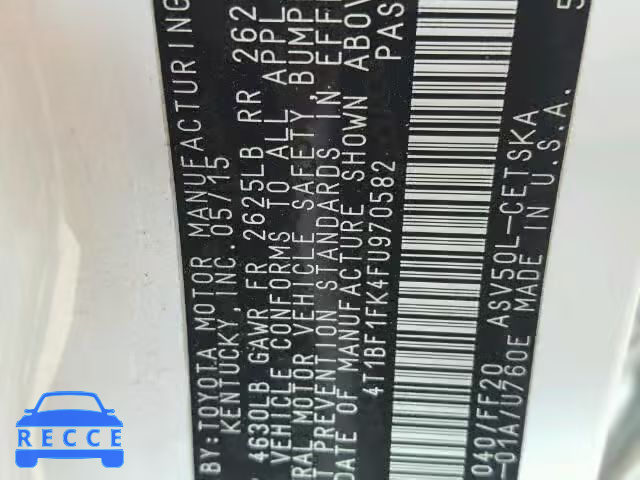 BY: TOYOTA MOTOR MANUFACTURING
KENTUCKY, INC. 05/15
4630LB GAWR FR 2625LB RR 262
VEHICLE CONFORMS TO ALL APPL
RAL MOTOR VEHICLE SAFETY, BUMP
T PREVENTION STANDARDS IN EFF
DATE OF MANUFACTURE SHOWN ABOV
4T1BF1FK4FU970582 PAS
040/FF20 ASV50L-CETSKA
-01A/U760E MADE IN U.S.A.
5
BIDFAX